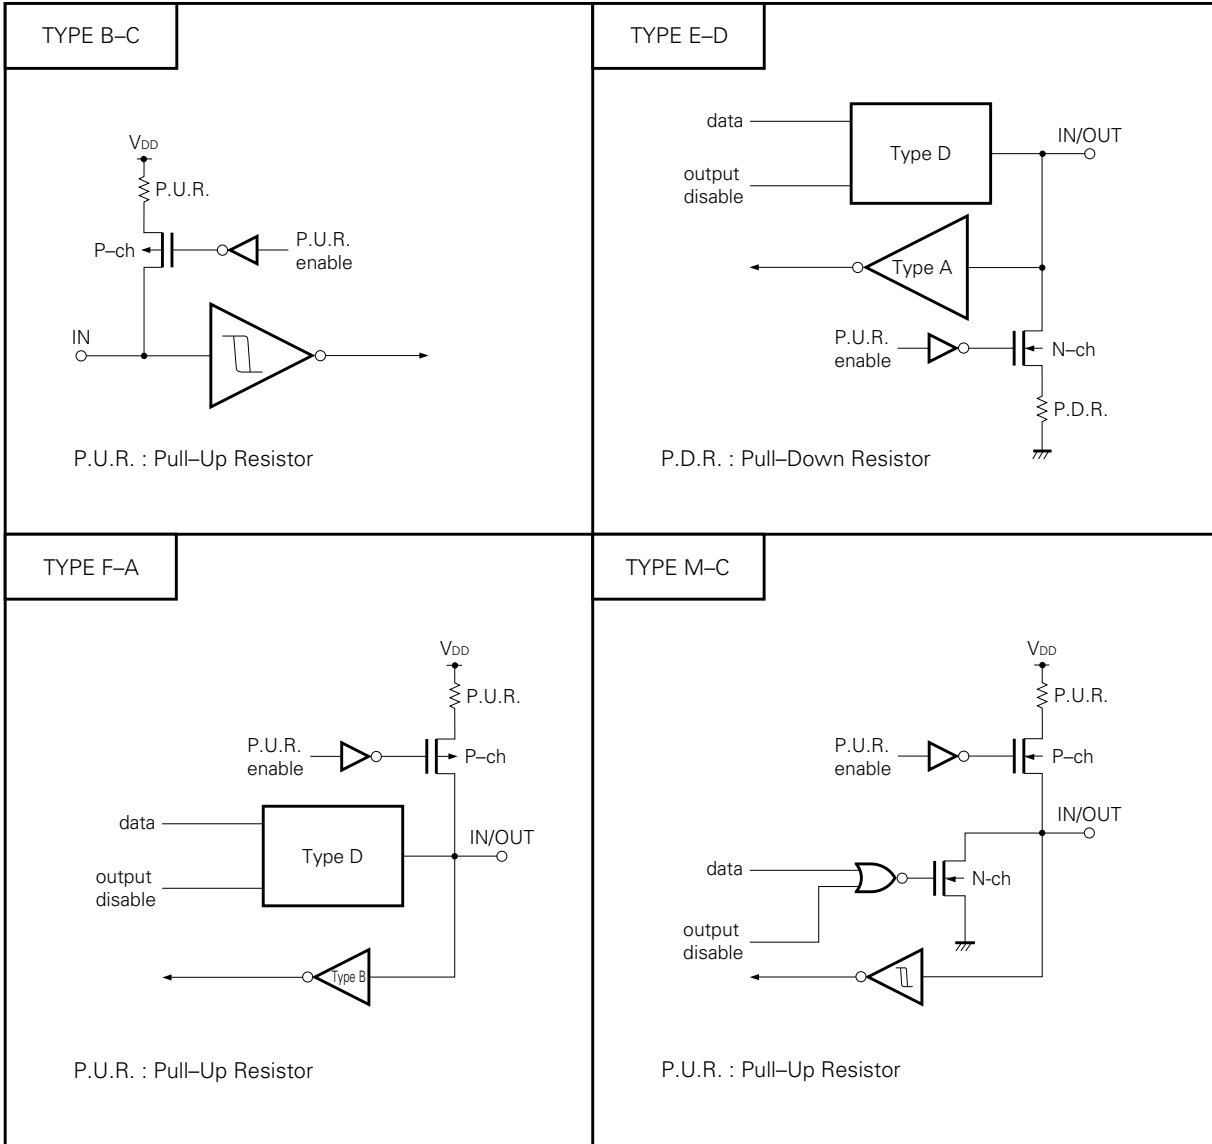 TYPE B–C
VDD
P.U.R.
P–ch
P.U.R.
enable
IN
P.U.R. : Pull–Up Resistor
TYPE E–D
data
output
disable
Type D
IN/OUT
Type A
P.U.R.
enable
N–ch
P.D.R.
P.D.R. : Pull–Down Resistor
TYPE F–A
VDD
P.U.R.
P.U.R.
enable
P–ch
data
output
disable
Type D
IN/OUT
Type B
P.U.R. : Pull–Up Resistor
TYPE M–C
VDD
P.U.R.
P.U.R.
enable
P–ch
IN/OUT
data
output
disable
N-ch
P.U.R. : Pull–Up Resistor